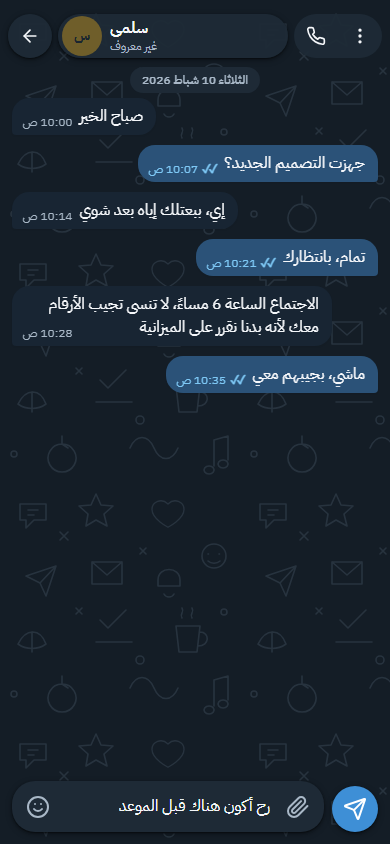 سلمى
س
غير معروف
الثلاثاء 10 شباط 2026
صباح الخير
10:00 ص
جهزت التصميم الجديد؟
10:07 ص
إي، ببعتلك إياه بعد شوي
10:14 ص
تمام، بانتظارك
10:21 ص
الاجتماع الساعة 6 مساءً، لا تنسى تجيب الأرقام
معك لأنه بدنا نقرر على الميزانية
10:28 ص
ماشي، بجيبهم معي
10:35 ص
رح أكون هناك قبل الموعد